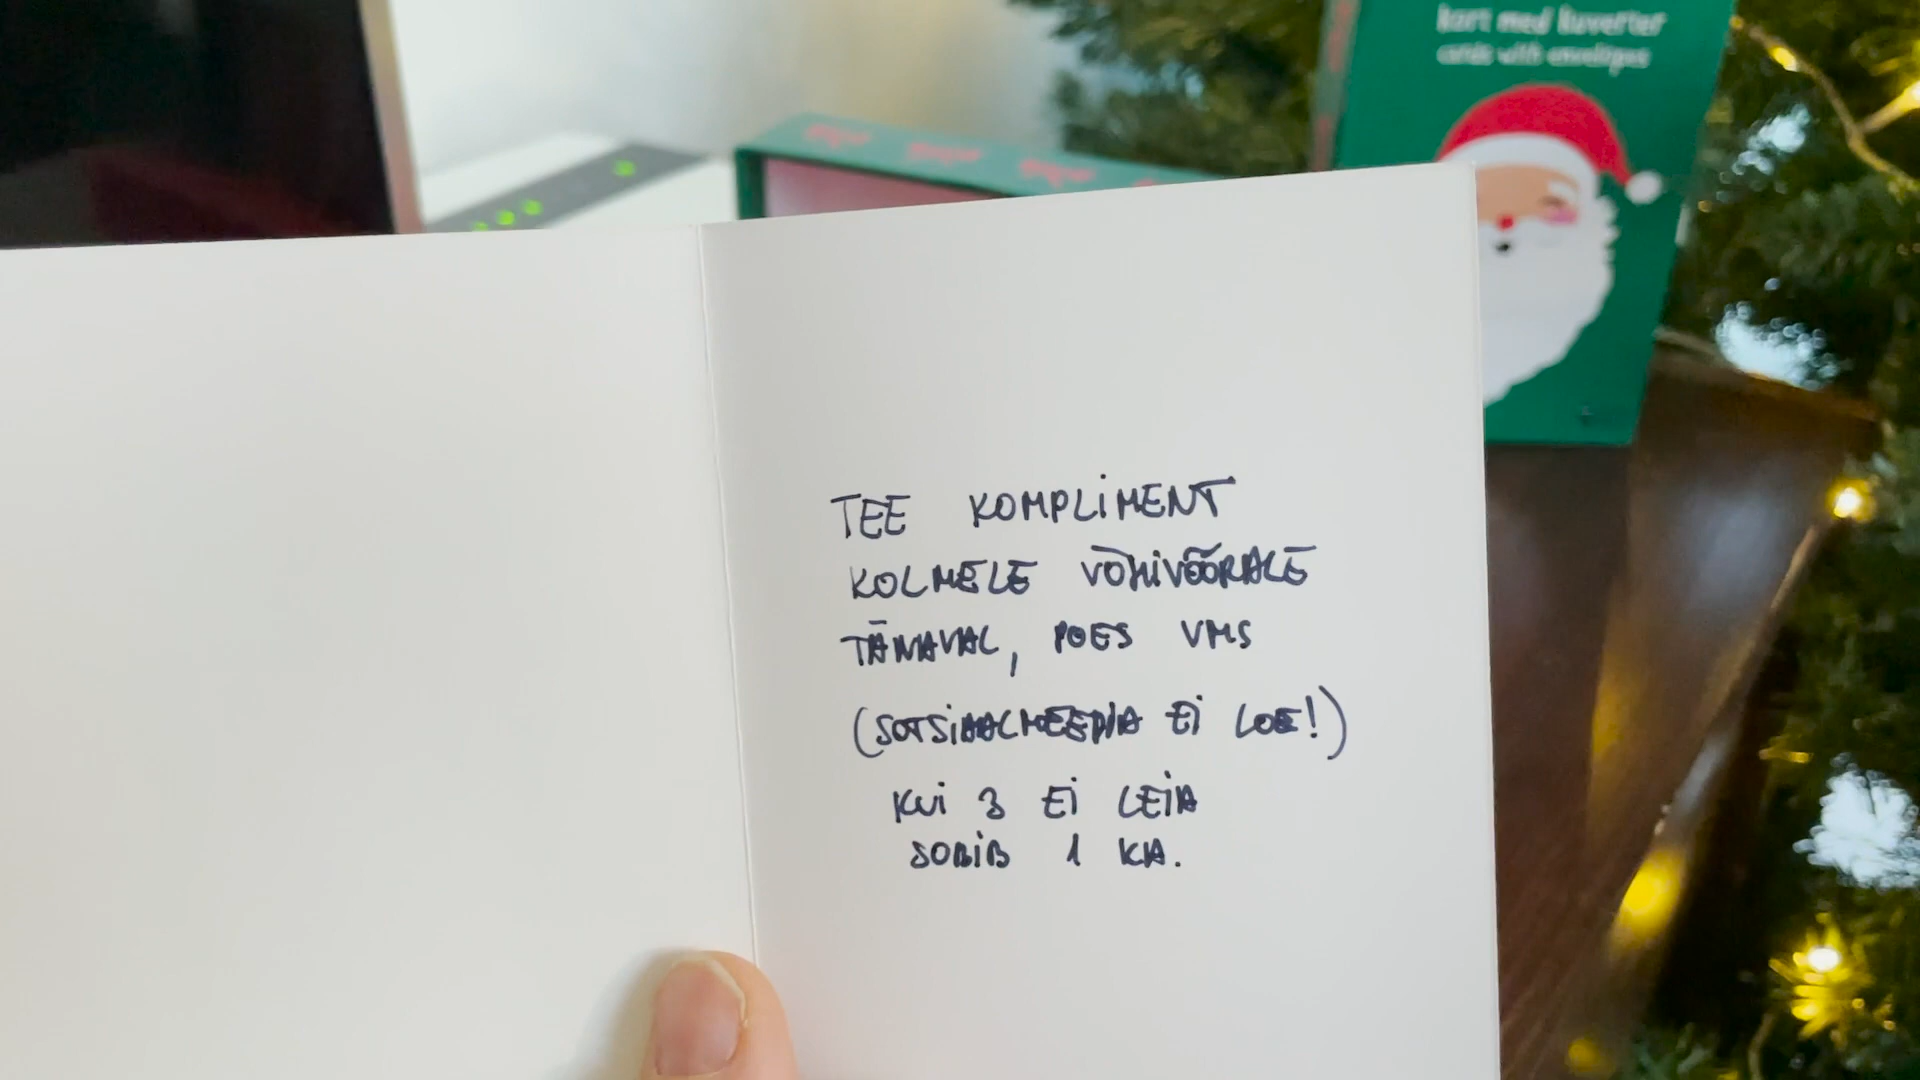 kort med kuverter
cards with envelopes
TEE KOMPLIMENT
KOLMELE VÕHIVÕÕRALE
TÄNAVAL, POES VMS
(SOTSIAALMEEDIA EI LOE!)
KUI 3 EI LEIA
SOBIB 1 KA.